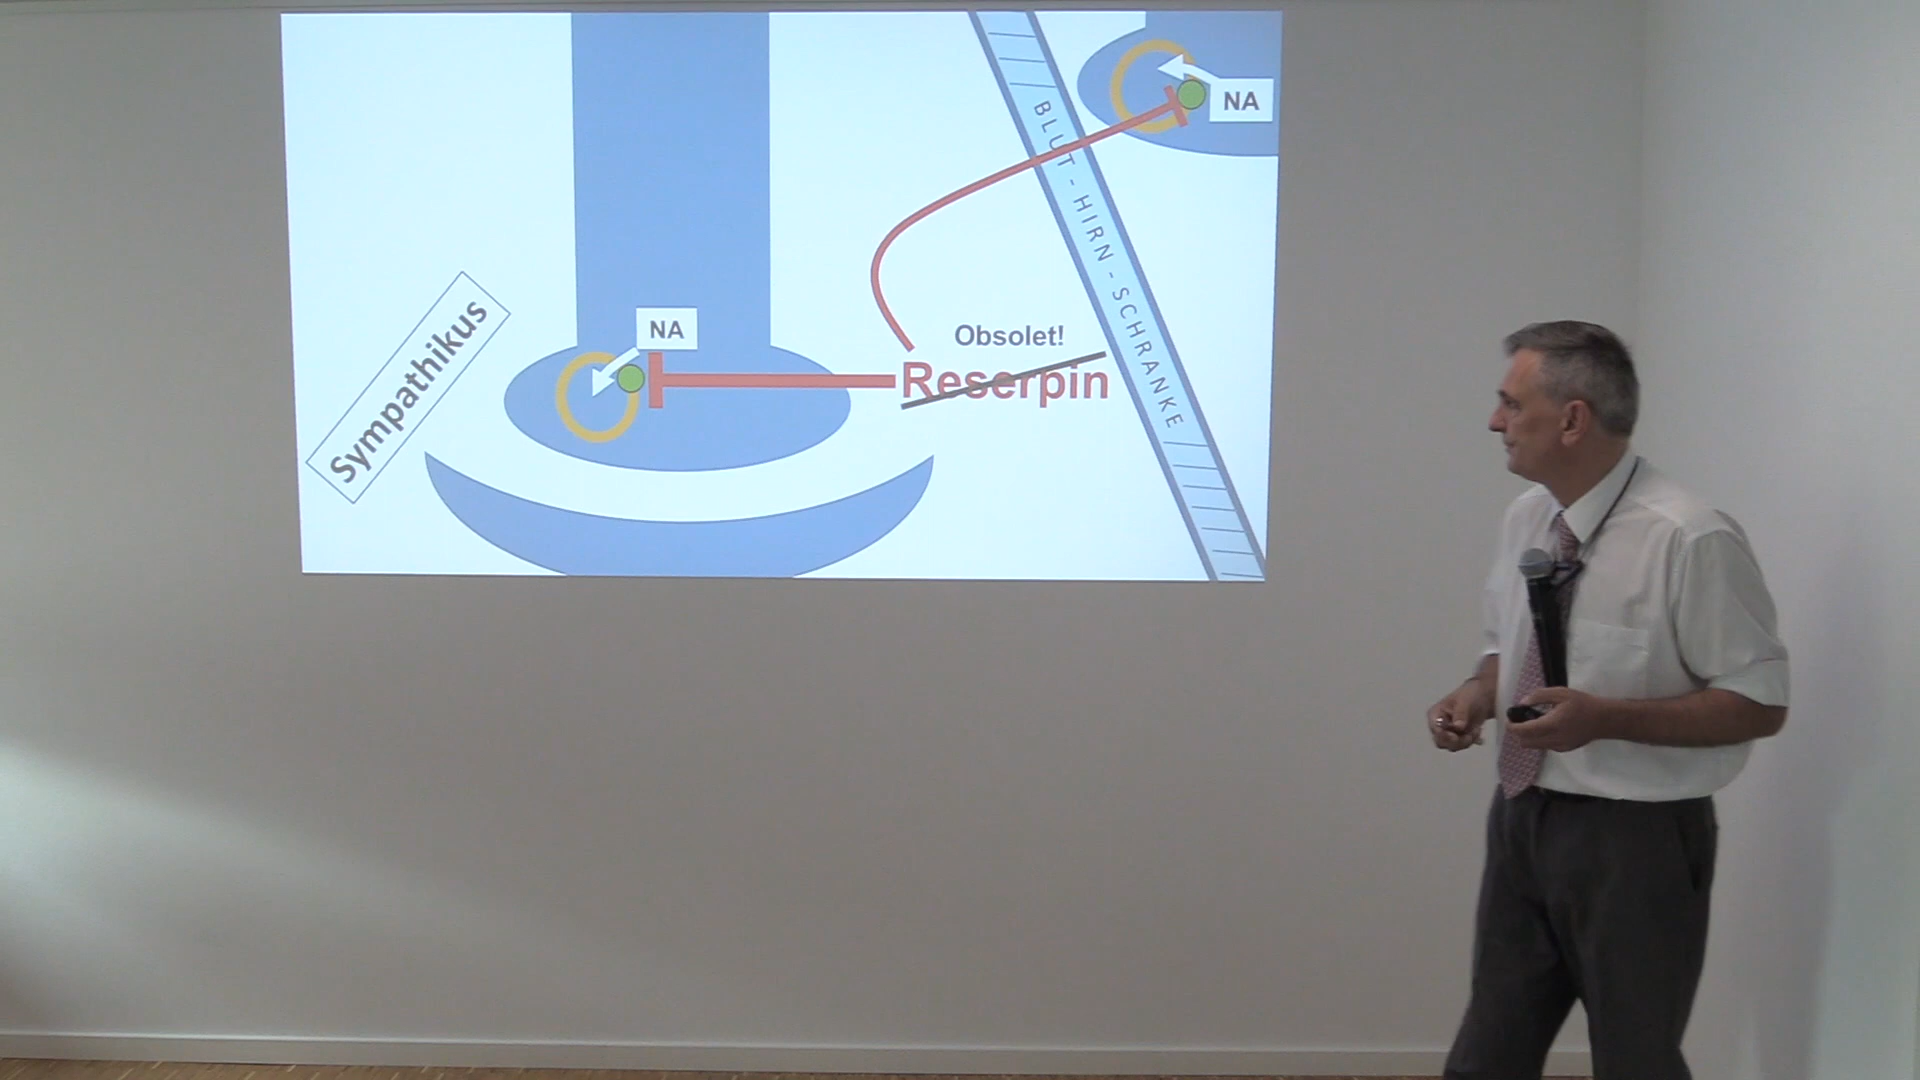 NA
BLUT - HIRN - SCHRANKE
Sympathikus
NA
Obsolet!
Reserpin